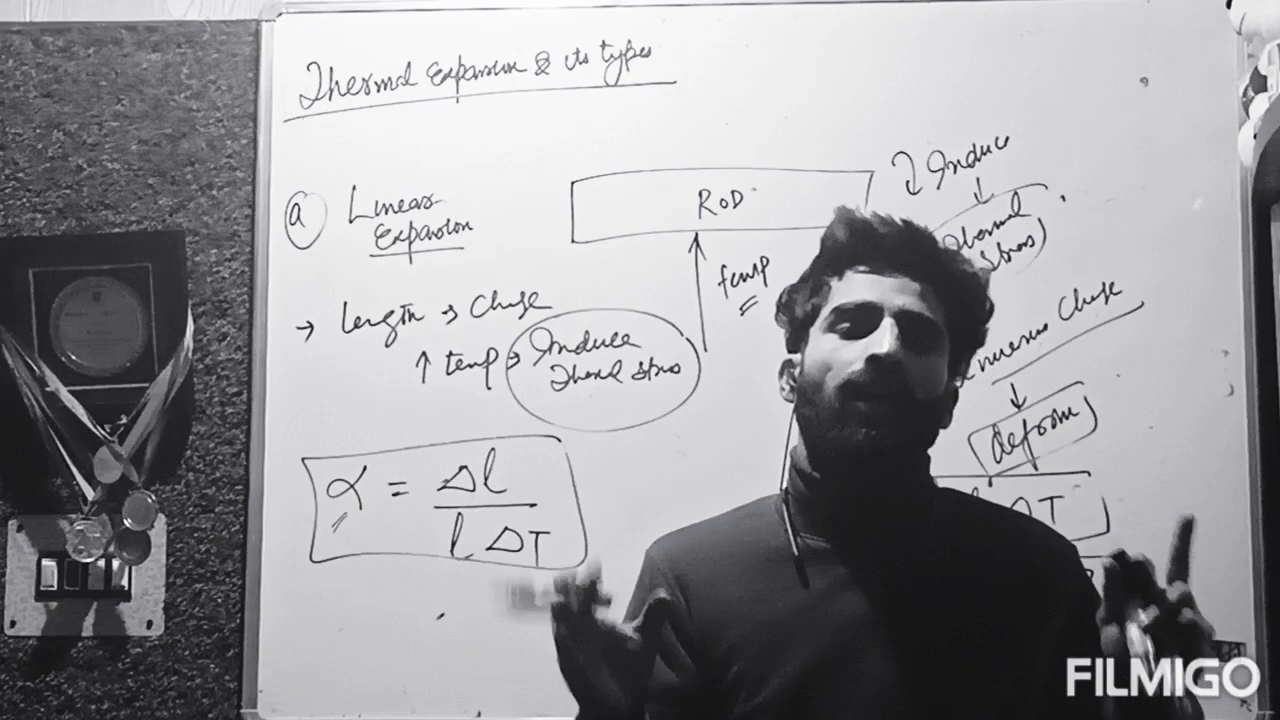 Thermal Expansion & its types
a Linear
Expansion
ROD
↓ Induce
↓
Thermal
Stress
temp
→ length → Change
↑ temp → Induce
Thermal Stress
Change
↓
deform
α = Δl
l ΔT
ΔT
FILMIGO